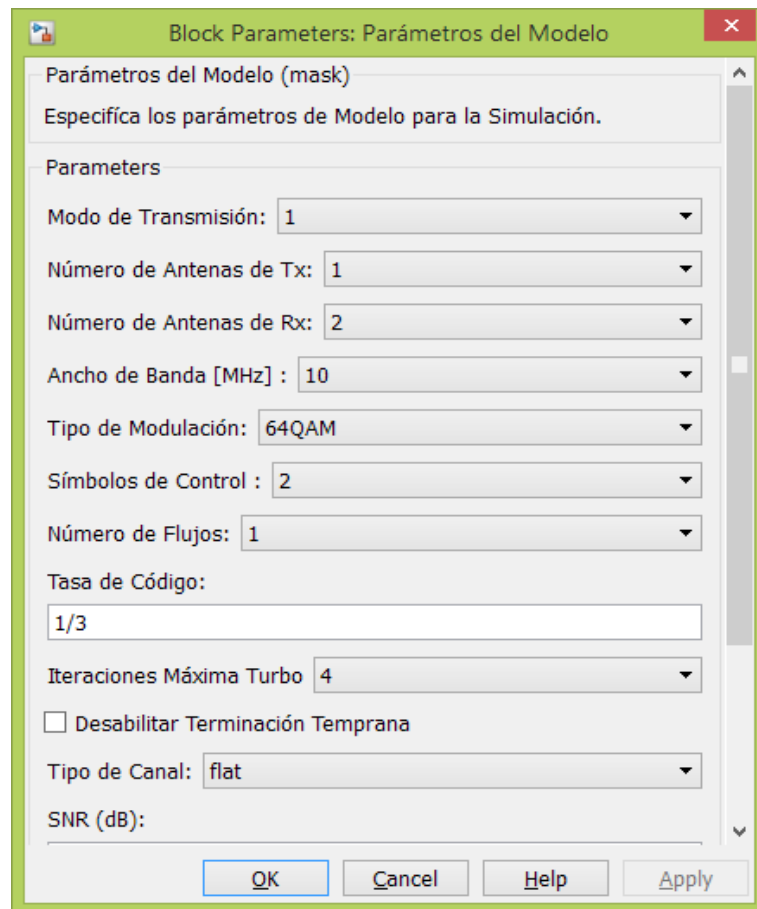 Block Parameters: Parámetros del Modelo
Parámetros del Modelo (mask)
Especifíca los parámetros de Modelo para la Simulación.
Parameters
Modo de Transmisión: 1
Número de Antenas de Tx: 1
Número de Antenas de Rx: 2
Ancho de Banda [MHz] : 10
Tipo de Modulación: 64QAM
Símbolos de Control : 2
Número de Flujos: 1
Tasa de Código:
1/3
Iteraciones Máxima Turbo 4
Desabilitar Terminación Temprana
Tipo de Canal: flat
SNR (dB):
OK Cancel Help Apply